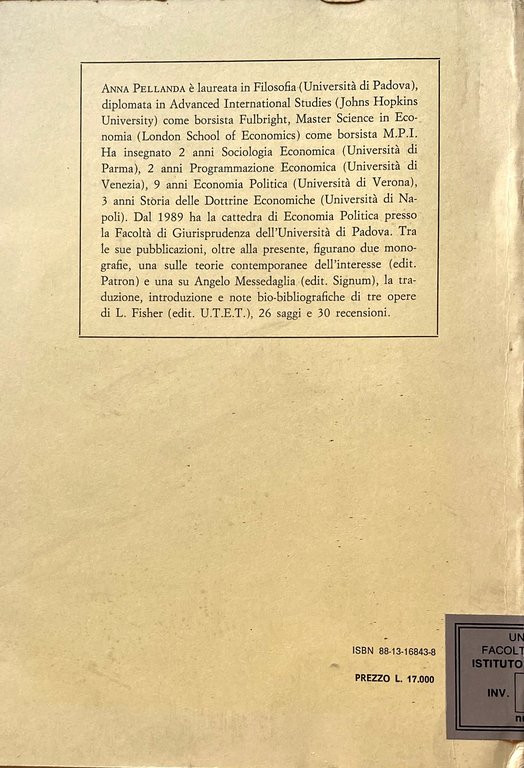 ANNA PELLANDA è laureata in Filosofia (Università di Padova),
diplomata in Advanced International Studies (Johns Hopkins
University) come borsista Fulbright, Master Science in Eco-
nomia (London School of Economics) come borsista M.P.I.
Ha insegnato 2 anni Sociologia Economica (Università di
Parma), 2 anni Programmazione Economica (Università di
Venezia), 9 anni Economia Politica (Università di Verona),
3 anni Storia delle Dottrine Economiche (Università di Na-
poli). Dal 1989 ha la cattedra di Economia Politica presso
la Facoltà di Giurisprudenza dell'Università di Padova. Tra
le sue pubblicazioni, oltre alla presente, figurano due mono-
grafie, una sulle teorie contemporanee dell'interesse (edit.
Patron) e una su Angelo Messedaglia (edit. Signum), la tra-
duzione, introduzione e note bio-bibliografiche di tre opere
di L. Fisher (edit. U.T.E.T.), 26 saggi e 30 recensioni.
ISBN 88-13-16843-8
PREZZO L. 17.000
UN
FACOLT
ISTITUTO
INV.